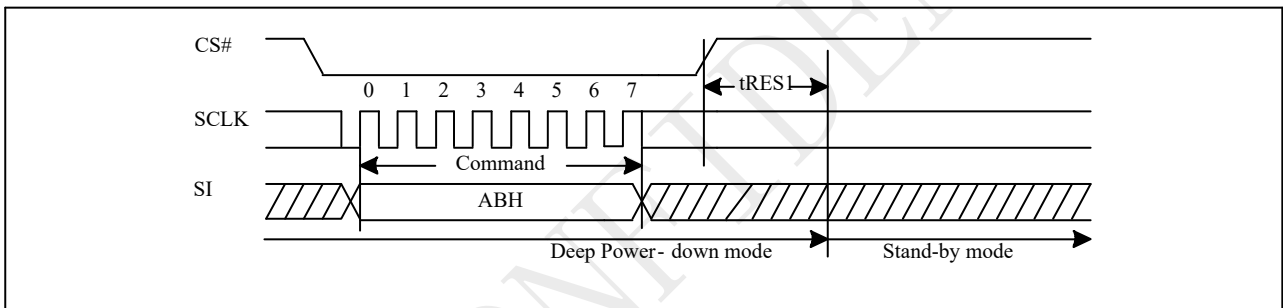 CS#
tRES1
0 1 2 3 4 5 6 7
SCLK
Command
SI
ABH
Deep Power- down mode
Stand-by mode